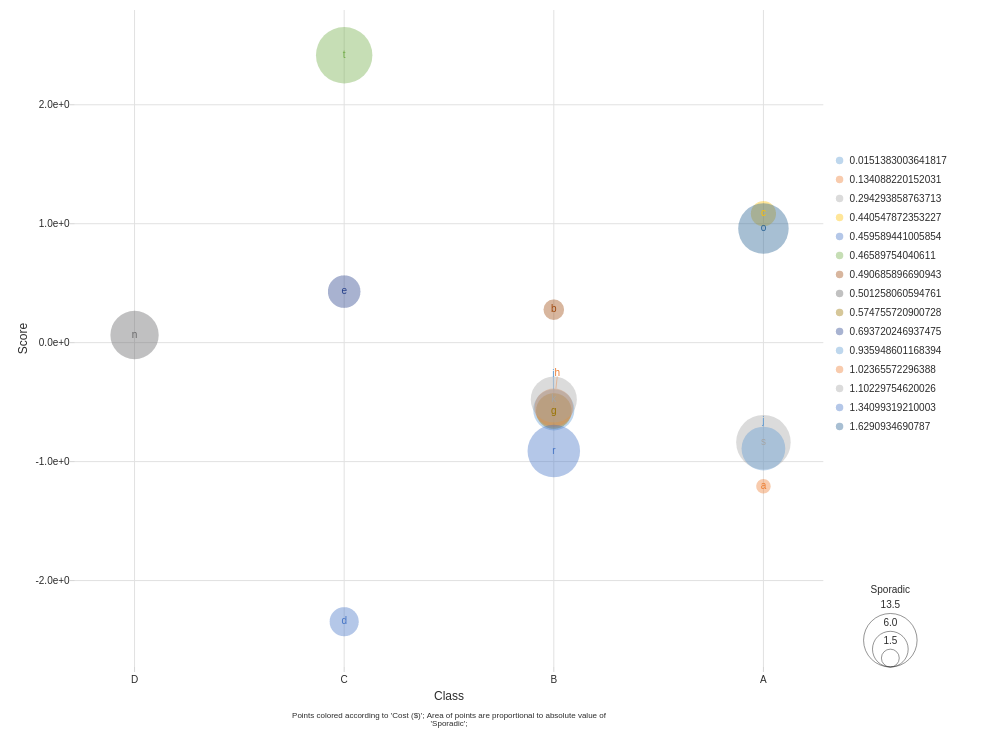 t
2.0e+0
0.0151383003641817
0.134088220152031
0.294293858763713
c
0.440547872353227
1.0e+0
o
0.459589441005854
0.46589754040611
0.490685896690943
e
0.501258060594761
b
0.574755720900728
n
0.693720246937475
Score
0.0e+0
0.935948601168394
h
1.02365572296388
1.10229754620026
g
1.34099319210003
j
1.6290934690787
s
r
-1.0e+0
a
-2.0e+0
Sporadic
13.5
d
6.0
1.5
D
C
B
A
Class
Points colored according to 'Cost ($)'; Area of points are proportional to absolute value of
'Sporadic';